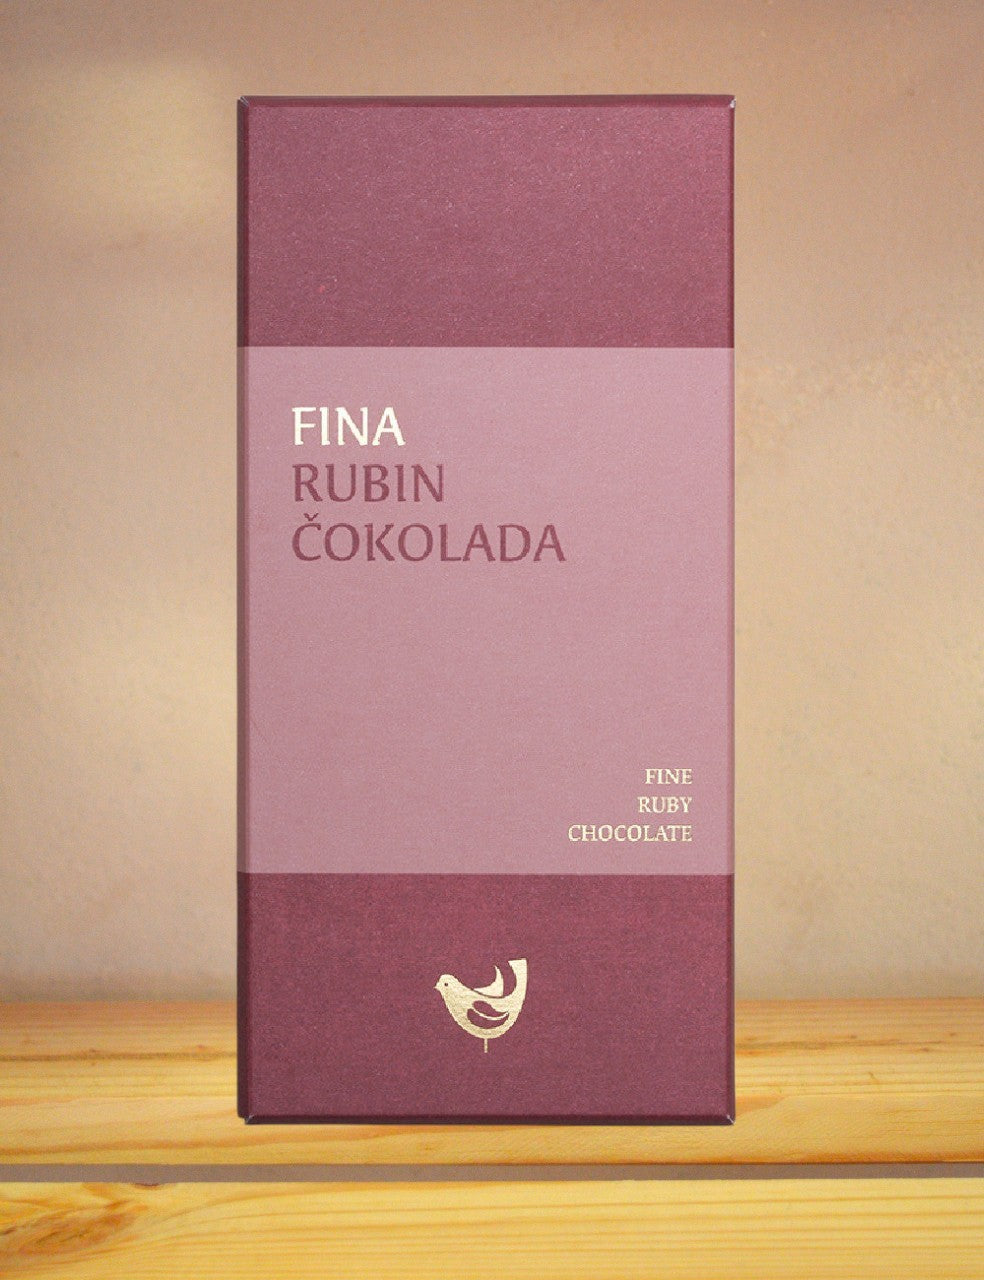 FINA
RUBIN
ČOKOLADA
FINE
RUBY
CHOCOLATE